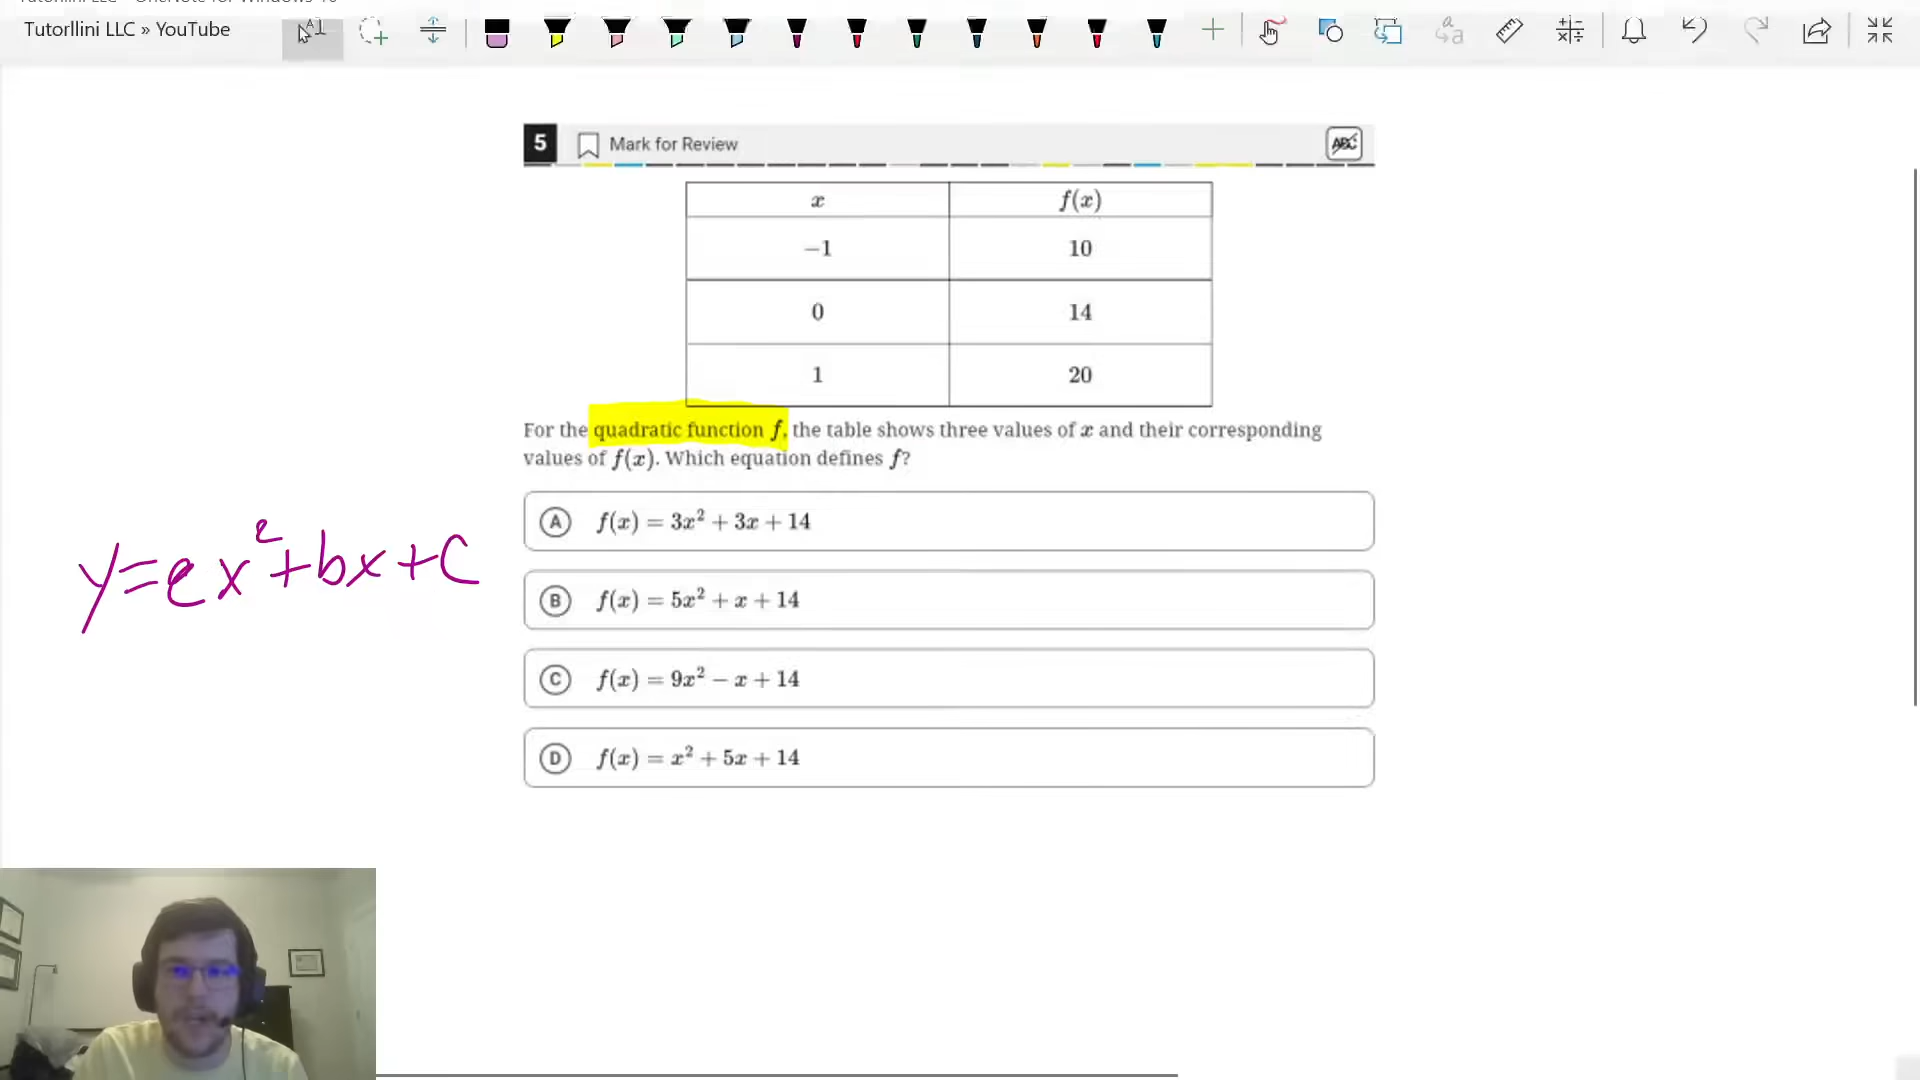 Tutorllini LLC » YouTube
5 Mark for Review ABC
x f(x)
−1 10
0 14
1 20
For the quadratic function f, the table shows three values of x and their corresponding
values of f(x). Which equation defines f?
A f(x) = 3x² + 3x + 14
B f(x) = 5x² + x + 14
C f(x) = 9x² − x + 14
D f(x) = x² + 5x + 14
y=ax²+bx+c